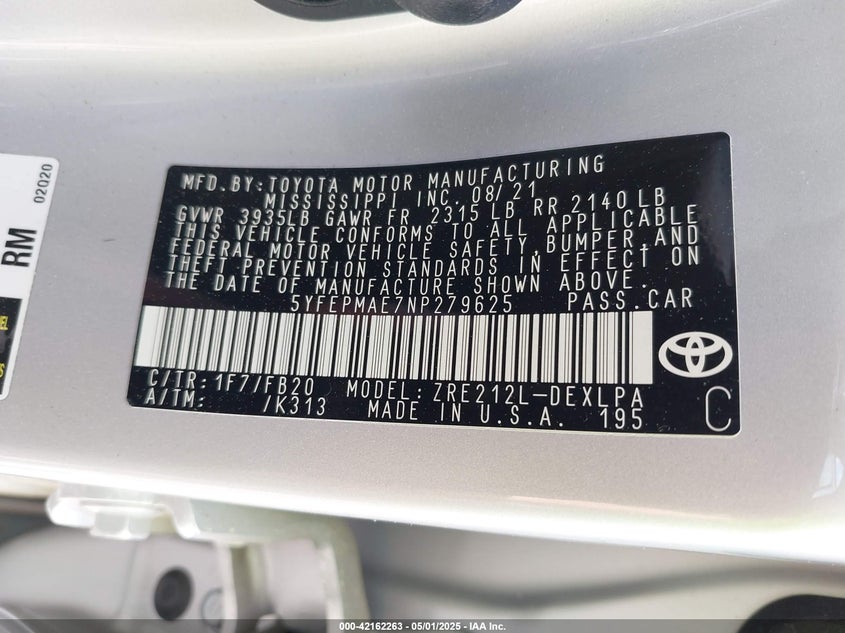 MFD. BY: TOYOTA MOTOR MANUFACTURING
MISSISSIPPI INC. 08/21
GVWR 3935LB GAWR FR 2315 LB RR 2140 LB
THIS VEHICLE CONFORMS TO ALL APPLICABLE
FEDERAL MOTOR VEHICLE SAFETY, BUMPER AND
THEFT PREVENTION STANDARDS IN EFFECT ON
THE DATE OF MANUFACTURE SHOWN ABOVE.
5YFEPMAE7NP279625 PASS. CAR
C/TR: 1F7/FB20 MODEL: ZRE212L-DEXLPA
A/TM: /K313 MADE IN U.S.A. 195 C
RM
02020
000-42162263 - 05/01/2025 - IAA Inc.